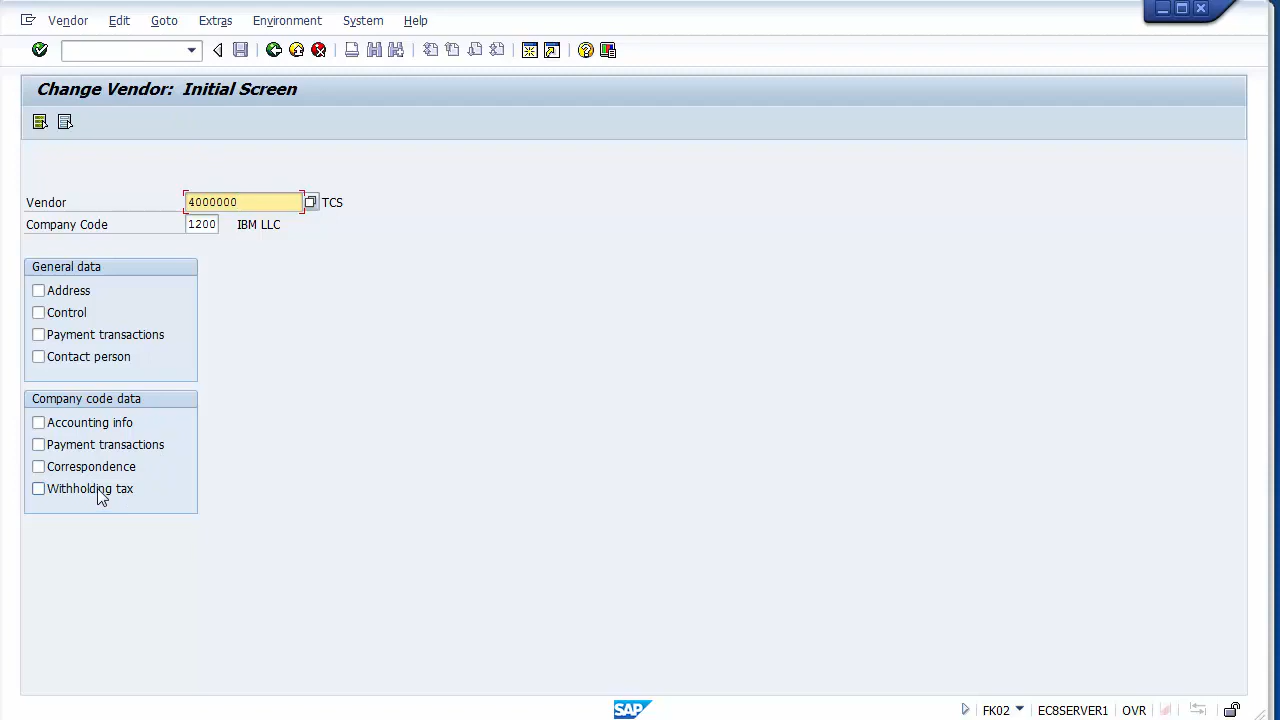 Vendor Edit Goto Extras Environment System Help
Change Vendor: Initial Screen
Vendor 4000000 TCS
Company Code 1200 IBM LLC
General data
Address
Control
Payment transactions
Contact person
Company code data
Accounting info
Payment transactions
Correspondence
Withholding tax
SAP FK02 ECSERVER1 OVR